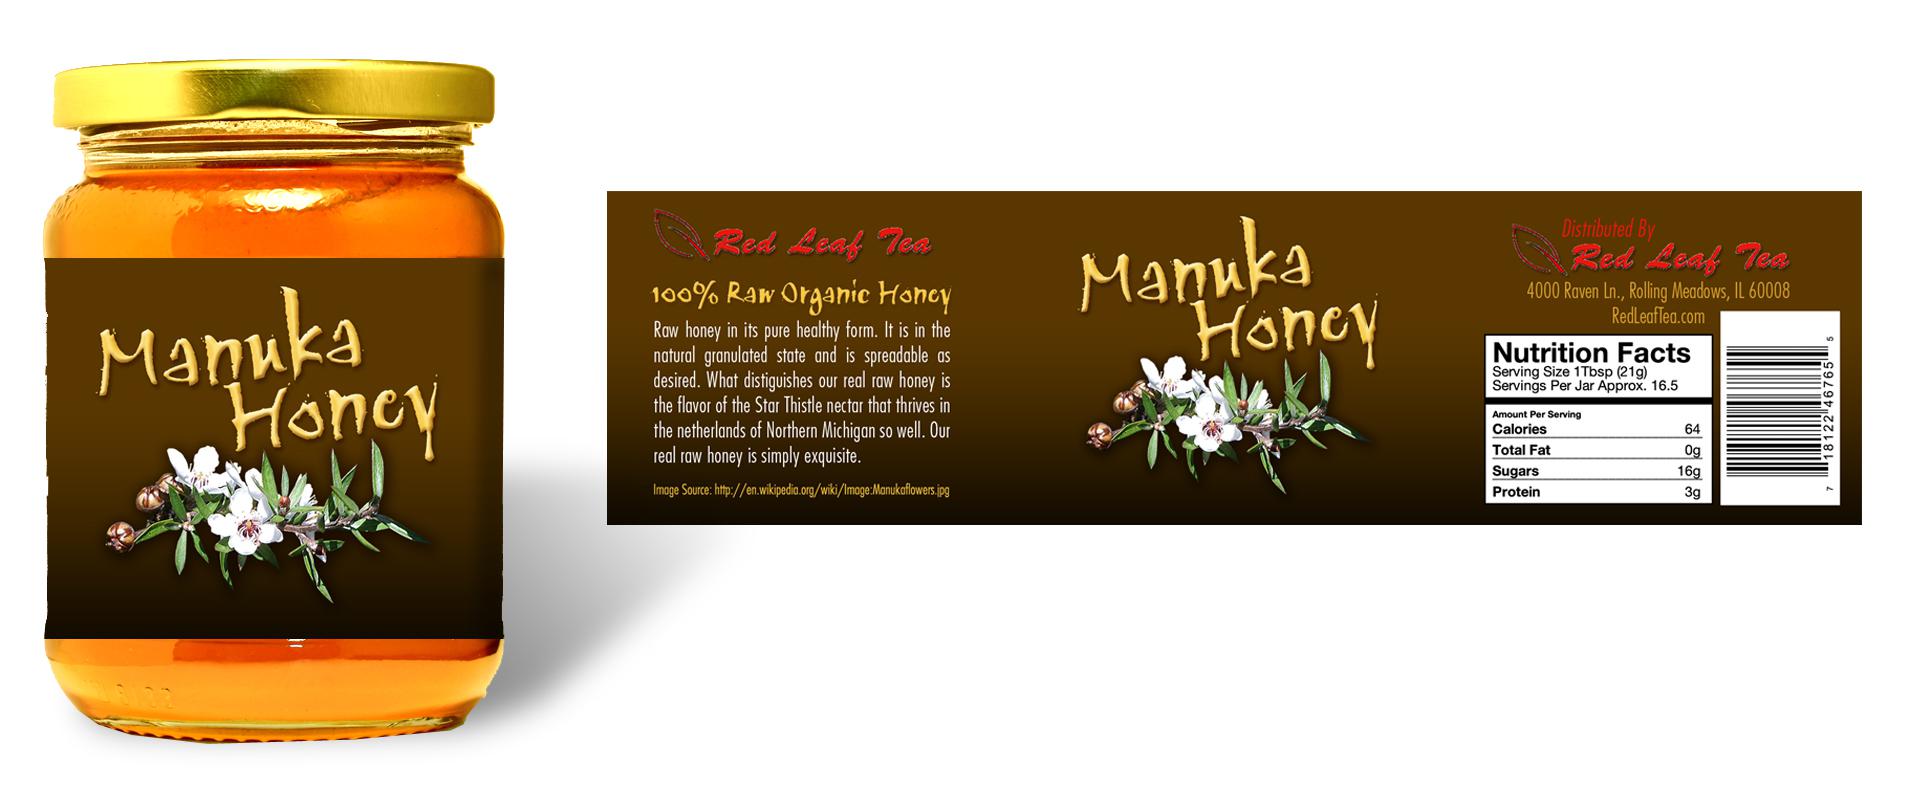 Manuka
Honey
Red Leaf Tea
100% Raw Organic Honey
Raw honey in its pure healthy form. It is in the
natural granulated state and is spreadable as
desired. What distiguishes our real raw honey is
the flavor of the Star Thistle nectar that thrives in
the netherlands of Northern Michigan so well. Our
real raw honey is simply exquisite.
Image Source: http://en.wikipedia.org/wiki/Image:Manukaflowers.jpg
Manuka
Honey
Distributed By
Red Leaf Tea
4000 Raven Ln., Rolling Meadows, IL 60008
RedLeafTea.com
Nutrition Facts
Serving Size 1Tbsp (21g)
Servings Per Jar Approx. 16.5
Amount Per Serving
Calories 64
Total Fat 0g
Sugars 16g
Protein 3g
7 18122 46765 5